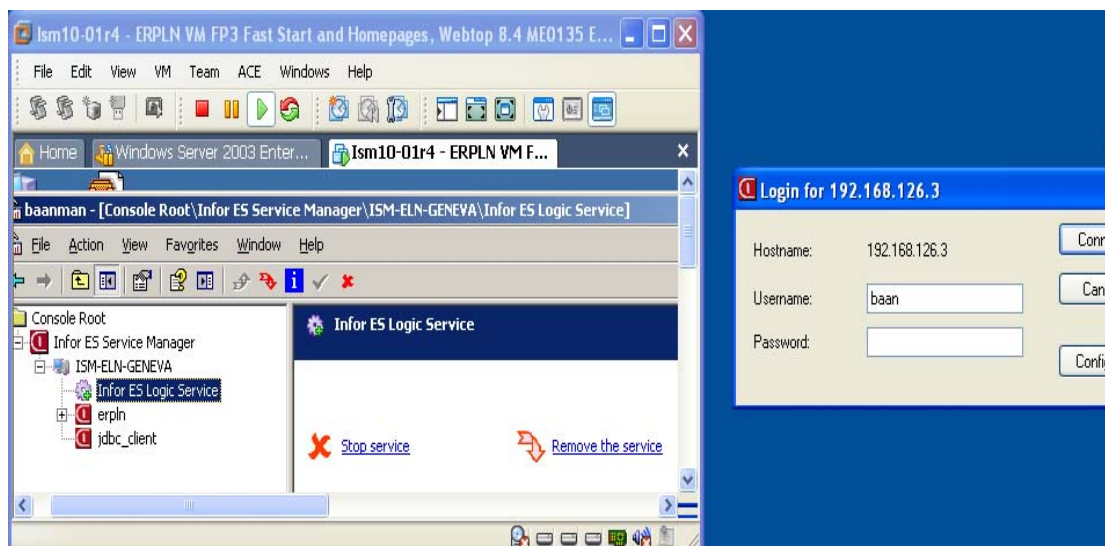 lsm10-01r4 - ERPLN VM FP3 Fast Start and Homepages, Webtop 8.4 ME0135 E...
File Edit View VM Team ACE Windows Help
Home Windows Server 2003 Enter... lsm10-01r4 - ERPLN VM F...
baanman - [Console Root\Infor ES Service Manager\ISM-ELN-GENEVA\Infor ES Logic Service]
File Action View Favorites Window Help
Console Root
Infor ES Service Manager
ISM-ELN-GENEVA
Infor ES Logic Service
erpln
jdbc_client
Infor ES Logic Service
Stop service Remove the service
Login for 192.168.126.3
Hostname: 192.168.126.3 Conn
Username: baan Can
Password:
Config